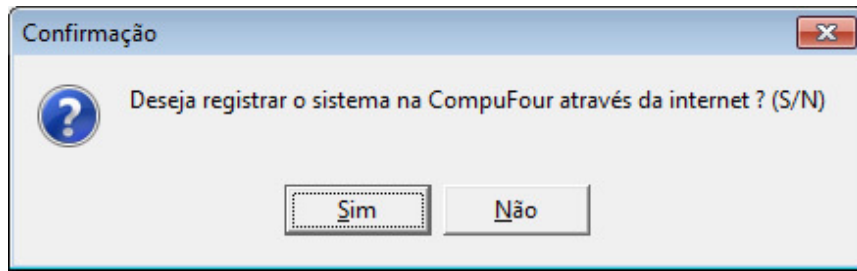 Confirmação
Deseja registrar o sistema na CompuFour através da internet ? (S/N)
Sim
Não